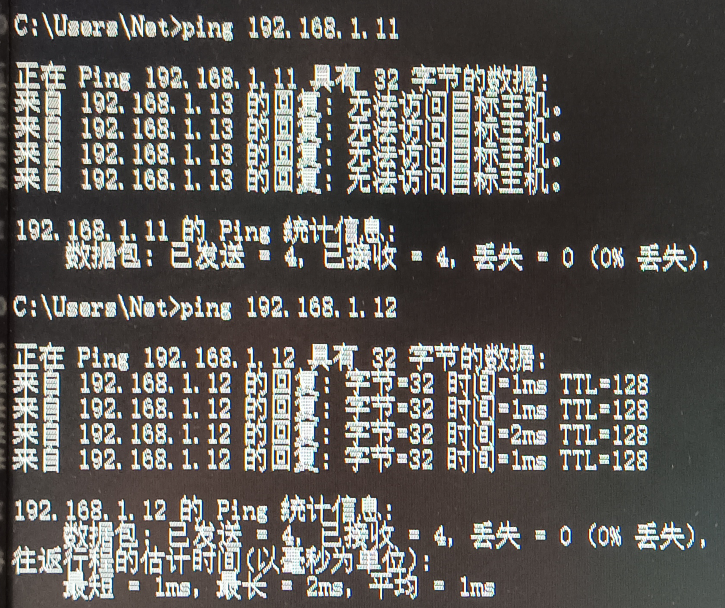 C:\Users\Net>ping 192.168.1.11
正在 Ping 192.168.1.11 具有 32 字节的数据:
来自 192.168.1.13 的回复: 无法访问目标主机。
来自 192.168.1.13 的回复: 无法访问目标主机。
来自 192.168.1.13 的回复: 无法访问目标主机。
来自 192.168.1.13 的回复: 无法访问目标主机。
192.168.1.11 的 Ping 统计信息:
数据包: 已发送 = 4, 已接收 = 4, 丢失 = 0 (0% 丢失),
C:\Users\Net>ping 192.168.1.12
正在 Ping 192.168.1.12 具有 32 字节的数据:
来自 192.168.1.12 的回复: 字节=32 时间=1ms TTL=128
来自 192.168.1.12 的回复: 字节=32 时间=1ms TTL=128
来自 192.168.1.12 的回复: 字节=32 时间=2ms TTL=128
来自 192.168.1.12 的回复: 字节=32 时间=1ms TTL=128
192.168.1.12 的 Ping 统计信息:
数据包: 已发送 = 4, 已接收 = 4, 丢失 = 0 (0% 丢失),
往返行程的估计时间(以毫秒为单位):
最短 = 1ms, 最长 = 2ms, 平均 = 1ms